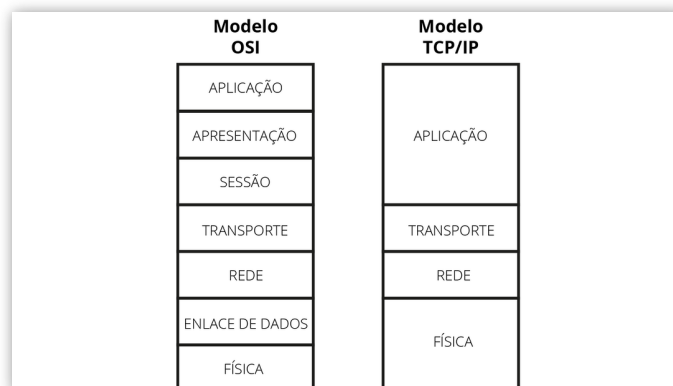 Modelo
OSI
APLICAÇÃO
APRESENTAÇÃO
SESSÃO
TRANSPORTE
REDE
ENLACE DE DADOS
FÍSICA
Modelo
TCP/IP
APLICAÇÃO
TRANSPORTE
REDE
FÍSICA